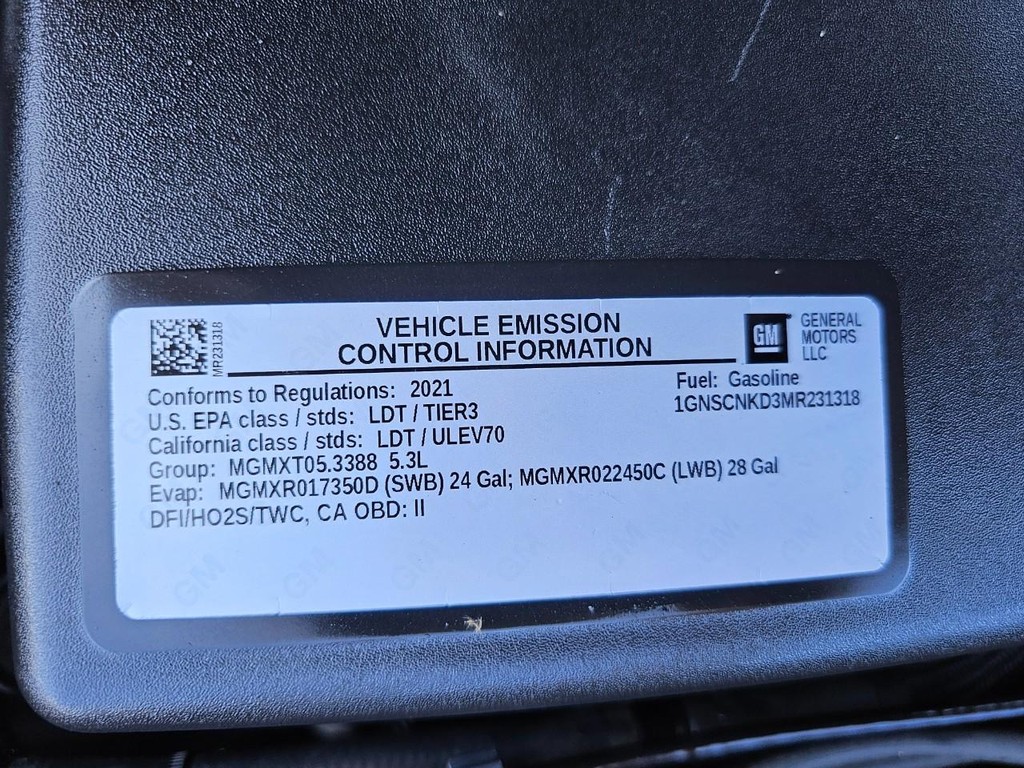 MR231318
VEHICLE EMISSION
CONTROL INFORMATION
GM
GENERAL
MOTORS
LLC
Conforms to Regulations: 2021
U.S. EPA class / stds: LDT / TIER3
California class / stds: LDT / ULEV70
Group: MGMXT05.3388 5.3L
Evap: MGMXR017350D (SWB) 24 Gal; MGMXR022450C (LWB) 28 Gal
DFI/HO2S/TWC, CA OBD: II
Fuel: Gasoline
1GNSCNKD3MR231318